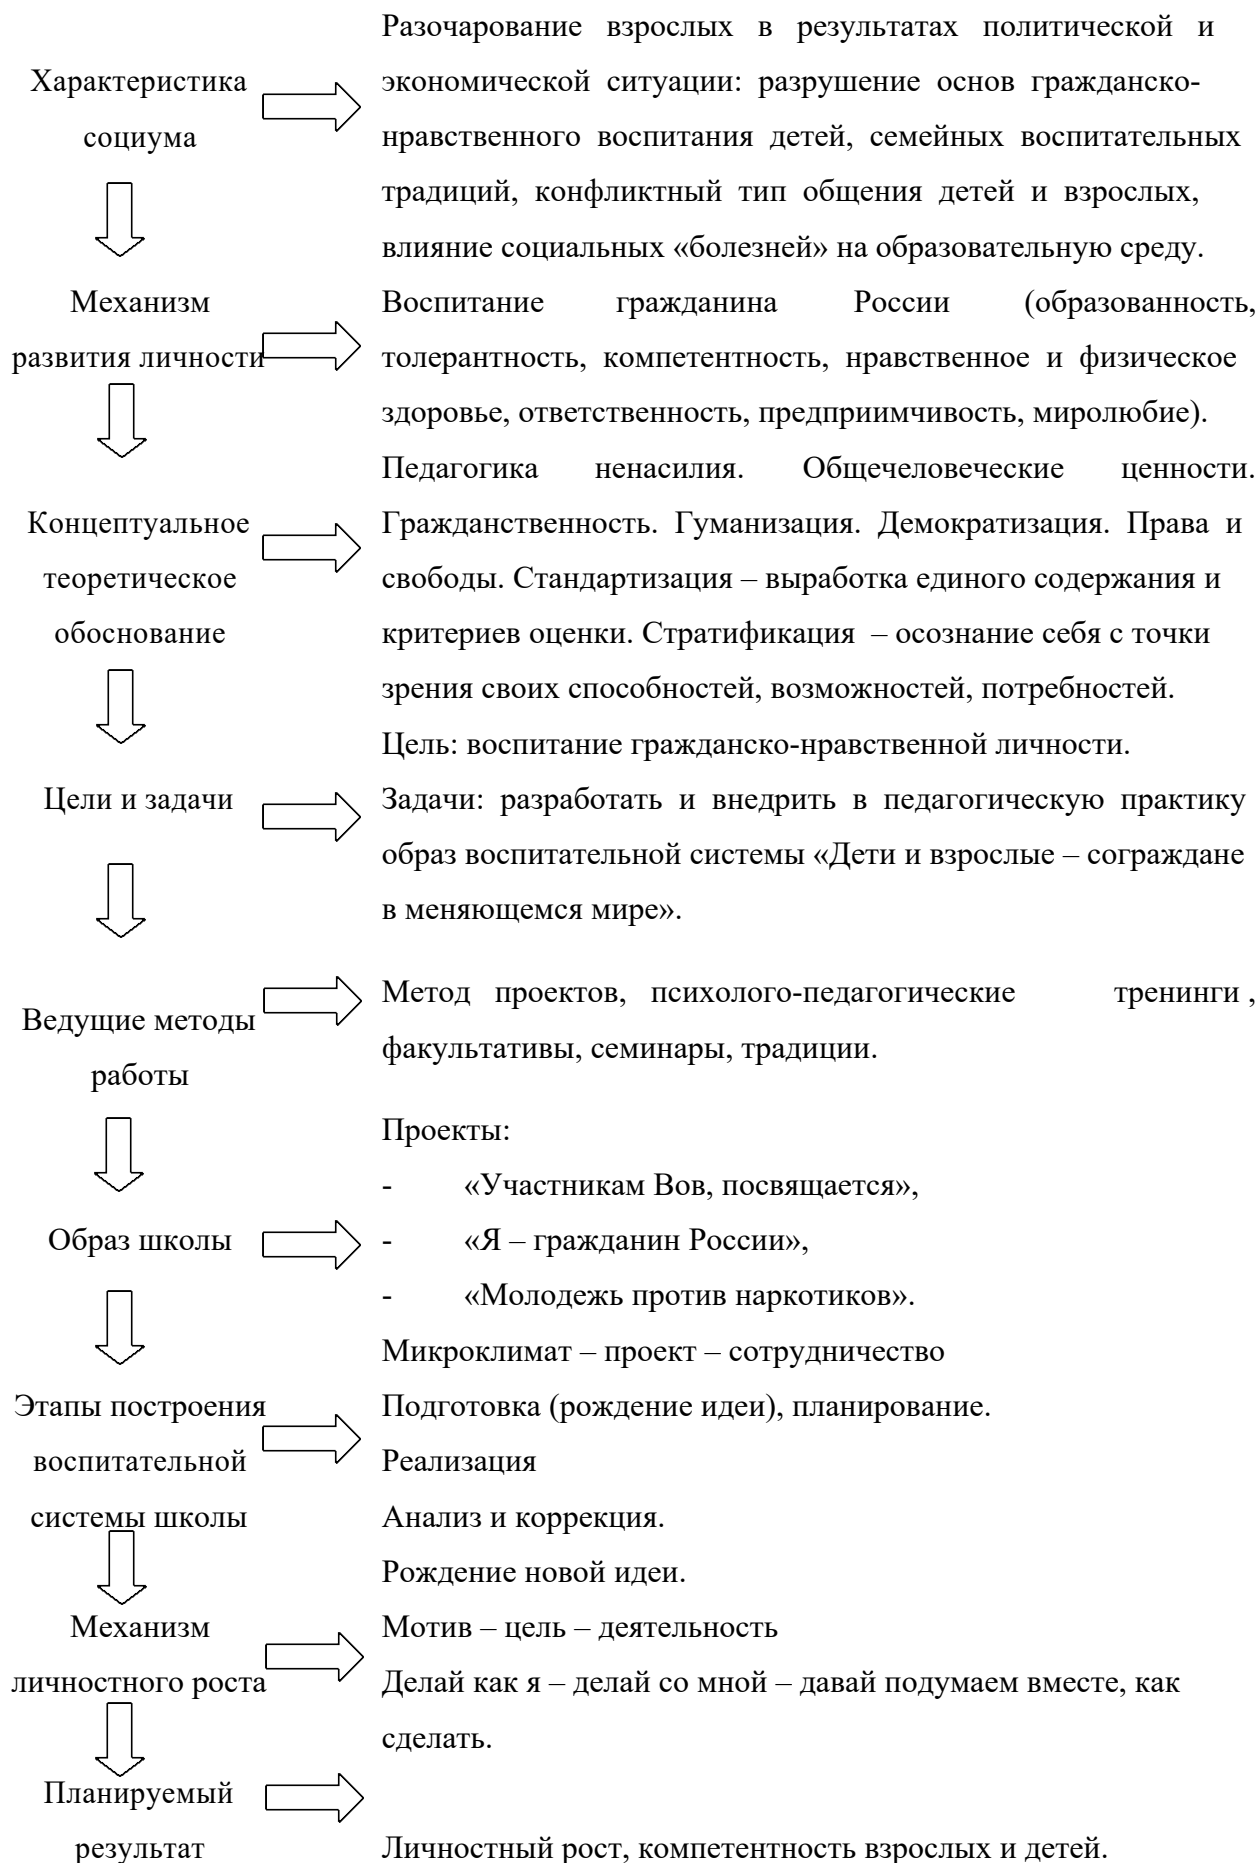 Разочарование взрослых в результатах политической и
Характеристика
экономической ситуации: разрушение основ гражданско-
социума
нравственного воспитания детей, семейных воспитательных
традиций, конфликтный тип общения детей и взрослых,
влияние социальных «болезней» на образовательную среду.
Механизм
Воспитание гражданина России (образованность,
развития личности
толерантность, компетентность, нравственное и физическое
здоровье, ответственность, предприимчивость, миролюбие).
Педагогика ненасилия. Общечеловеческие ценности.
Концептуальное
Гражданственность. Гуманизация. Демократизация. Права и
теоретическое
свободы. Стандартизация – выработка единого содержания и
обоснование
критериев оценки. Стратификация – осознание себя с точки
зрения своих способностей, возможностей, потребностей.
Цель: воспитание гражданско-нравственной личности.
Цели и задачи
Задачи: разработать и внедрить в педагогическую практику
образ воспитательной системы «Дети и взрослые – сограждане
в меняющемся мире».
Метод проектов, психолого-педагогические тренинги ,
Ведущие методы
факультативы, семинары, традиции.
работы
Проекты:
- «Участникам Вов, посвящается»,
Образ школы
- «Я – гражданин России»,
- «Молодежь против наркотиков».
Микроклимат – проект – сотрудничество
Этапы построения
Подготовка (рождение идеи), планирование.
воспитательной
Реализация
системы школы
Анализ и коррекция.
Рождение новой идеи.
Механизм
Мотив – цель – деятельность
личностного роста
Делай как я – делай со мной – давай подумаем вместе, как
сделать.
Планируемый
результат
Личностный рост, компетентность взрослых и детей.